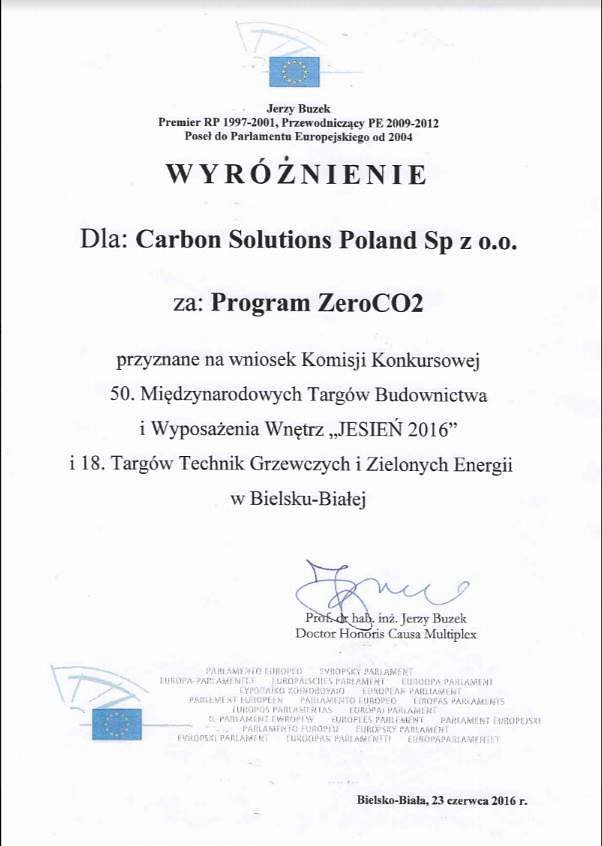 Jerzy Buzek
Premier RP 1997-2001, Przewodniczący PE 2009-2012
Poseł do Parlamentu Europejskiego od 2004
WYRÓŻNIENIE
Dla: Carbon Solutions Poland Sp z o.o.
za: Program ZeroCO2
przyznane na wniosek Komisji Konkursowej
50. Międzynarodowych Targów Budownictwa
i Wyposażenia Wnętrz „JESIEŃ 2016”
i 18. Targów Technik Grzewczych i Zielonych Energii
w Bielsku-Białej
Prof. dr hab. inż. Jerzy Buzek
Doctor Honoris Causa Multiplex
PARLAMENTO EUROPEO EVROPSKÝ PARLAMENT
EUROPA-PARLAMENTET EUROPÄISCHES PARLAMENT EUROOPA PARLAMENT
ΕΥΡΩΠΑΪΚΟ ΚΟΙΝΟΒΟΥΛΙΟ EUROPEAN PARLIAMENT
PARLEMENT EUROPÉEN PARLAMENTO EUROPEO EIROPAS PARLAMENTS
EUROPOS PARLAMENTAS EURÓPAI PARLAMENT
IL-PARLAMENT EWROPEW EUROPEES PARLEMENT PARLAMENT EUROPEJSKI
PARLAMENTO EUROPEU EURÓPSKY PARLAMENT
EVROPSKI PARLAMENT EUROOPAN PARLAMENTTI EUROPAPARLAMENTET
Bielsko-Biała, 23 czerwca 2016 r.